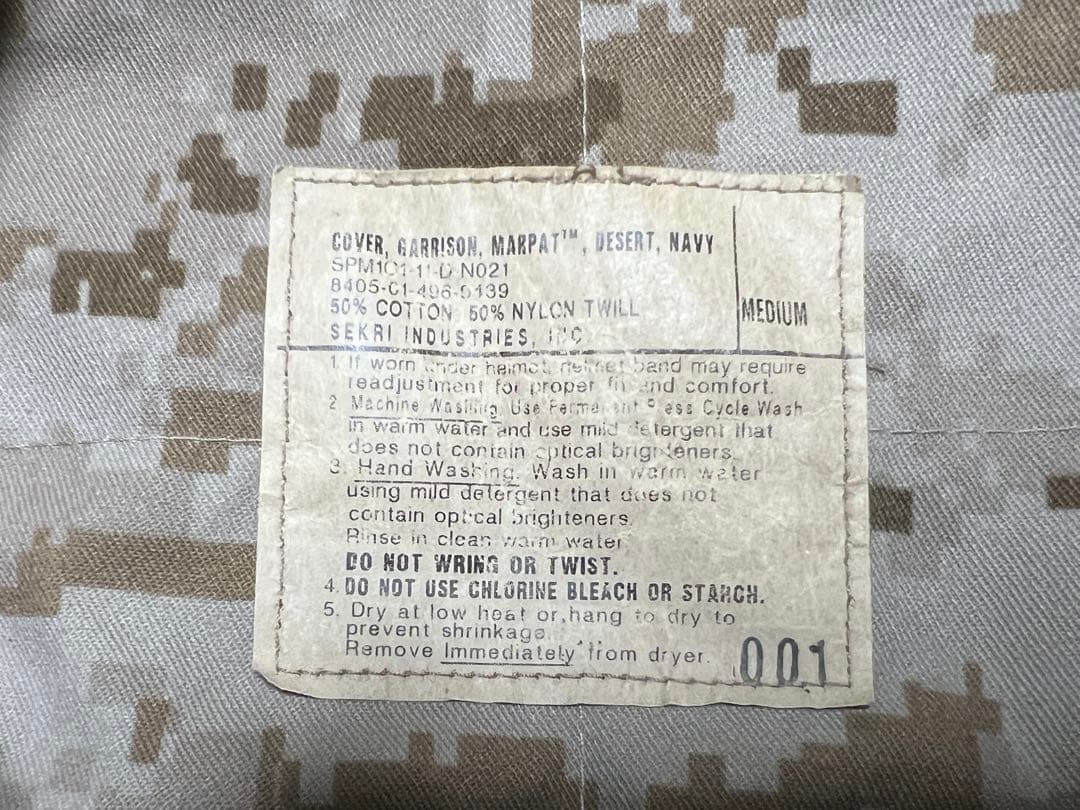 COVER, GARRISON, MARPAT™, DESERT, NAVY
SPM1C1-11-D N021
8405-01-496-0139
50% COTTON 50% NYLON TWILL
SEKRI INDUSTRIES, INC
MEDIUM
1. If worn under helmet, helmet band may require
readjustment for proper fit and comfort.
2 Machine Washing. Use Permanent Press Cycle Wash
in warm water and use mild detergent that
does not contain optical brighteners.
3. Hand Washing. Wash in warm water
using mild detergent that does not
contain optical brighteners.
Rinse in clean warm water
DO NOT WRING OR TWIST.
4. DO NOT USE CHLORINE BLEACH OR STARCH.
5. Dry at low heat or hang to dry to
prevent shrinkage.
Remove Immediately from dryer.
001